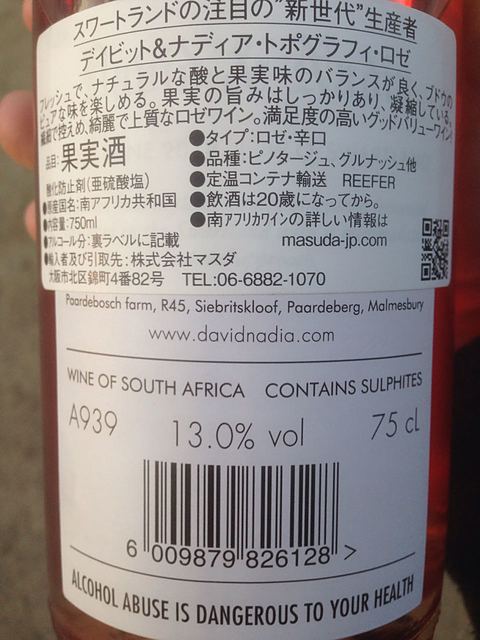 スワートランドの注目の"新世代"生産者
デイビット&ナディア・トポグラフィ・ロゼ
フレッシュで、ナチュラルな酸と果実味のバランスが良く、ブドウの
ピュアな味を楽しめる。果実の旨みはしっかりあり、凝縮している。
繊細で控えめ、綺麗で上質なロゼワイン。満足度の高いグッドバリューワイン!
品目:果実酒
酸化防止剤(亜硫酸塩)
●原産国名:南アフリカ共和国
●内容量:750ml
●アルコール分:裏ラベルに記載
●輸入者及び引取先:株式会社マスダ
大阪市北区錦町4番82号 TEL:06-6882-1070
●タイプ:ロゼ・辛口
●品種:ピノタージュ、グルナッシュ他
●定温コンテナ輸送 REEFER
●飲酒は20歳になってから。
●南アフリカワインの詳しい情報は
masuda-jp.com
Paardebosch farm, R45, Siebritskloof, Paardeberg, Malmesbury
www.davidnadia.com
WINE OF SOUTH AFRICA CONTAINS SULPHITES
A939 13.0% vol 75 cL
6 009879 826128 >
ALCOHOL ABUSE IS DANGEROUS TO YOUR HEALTH